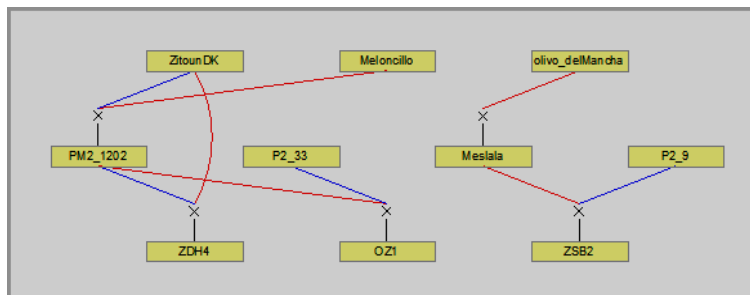 ZitounDK
Meloncillo
olivo_delMancha
PM2_1202
P2_33
Meslala
P2_9
ZDH4
OZ1
ZSB2